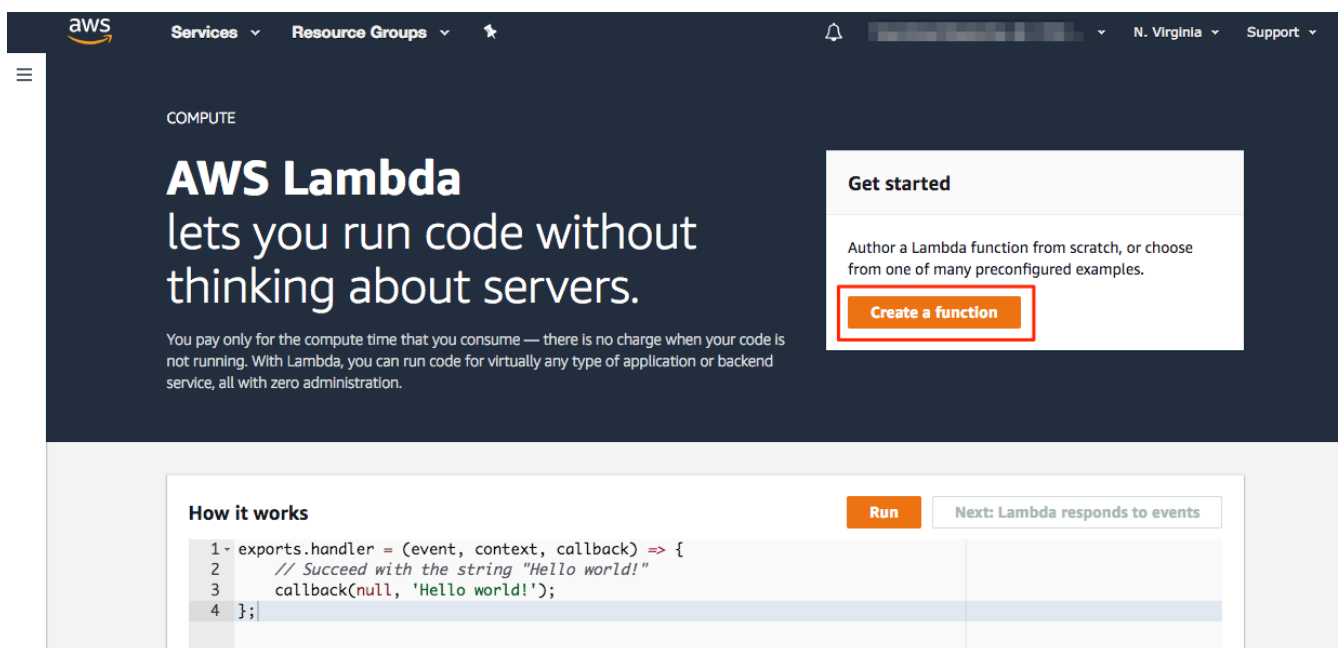 aws
Services
Resource Groups
N. Virginia
Support
COMPUTE
AWS Lambda
lets you run code without
thinking about servers.
You pay only for the compute time that you consume — there is no charge when your code is
not running. With Lambda, you can run code for virtually any type of application or backend
service, all with zero administration.
Get started
Author a Lambda function from scratch, or choose
from one of many preconfigured examples.
Create a function
How it works
Run
Next: Lambda responds to events
1 exports.handler = (event, context, callback) => {
2     // Succeed with the string "Hello world!"
3     callback(null, 'Hello world!');
4 };